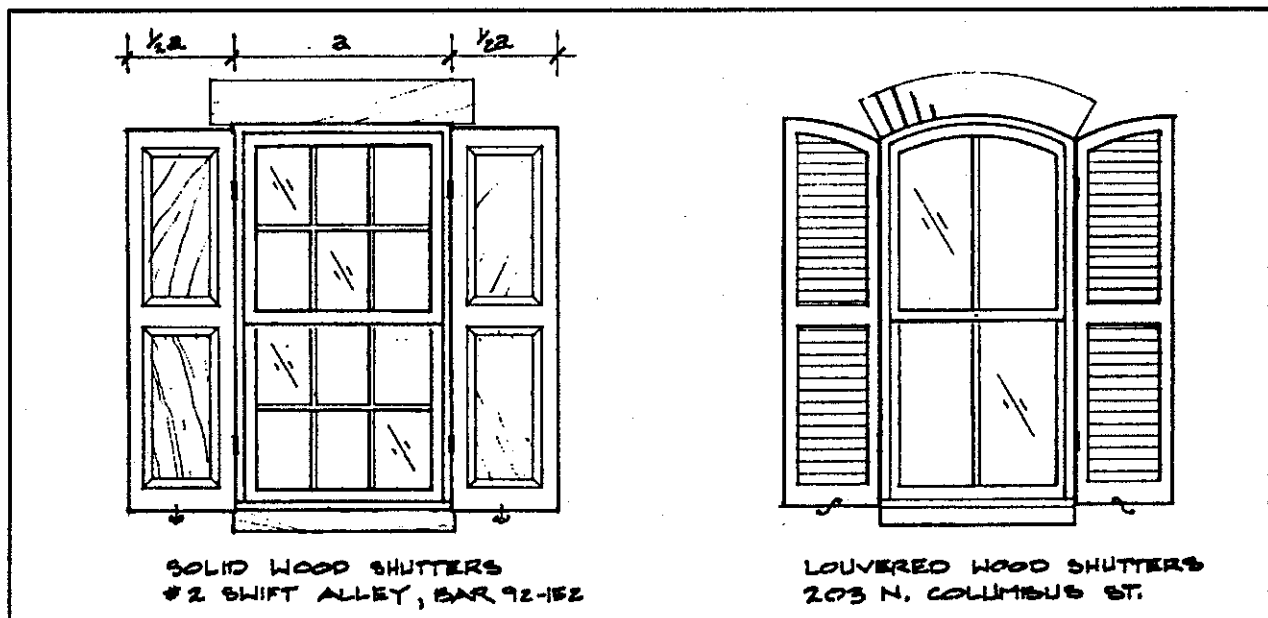 ½a a ½a
SOLID WOOD SHUTTERS
#2 SWIFT ALLEY, BAR 92-152
LOUVERED WOOD SHUTTERS
203 N. COLUMBUS ST.